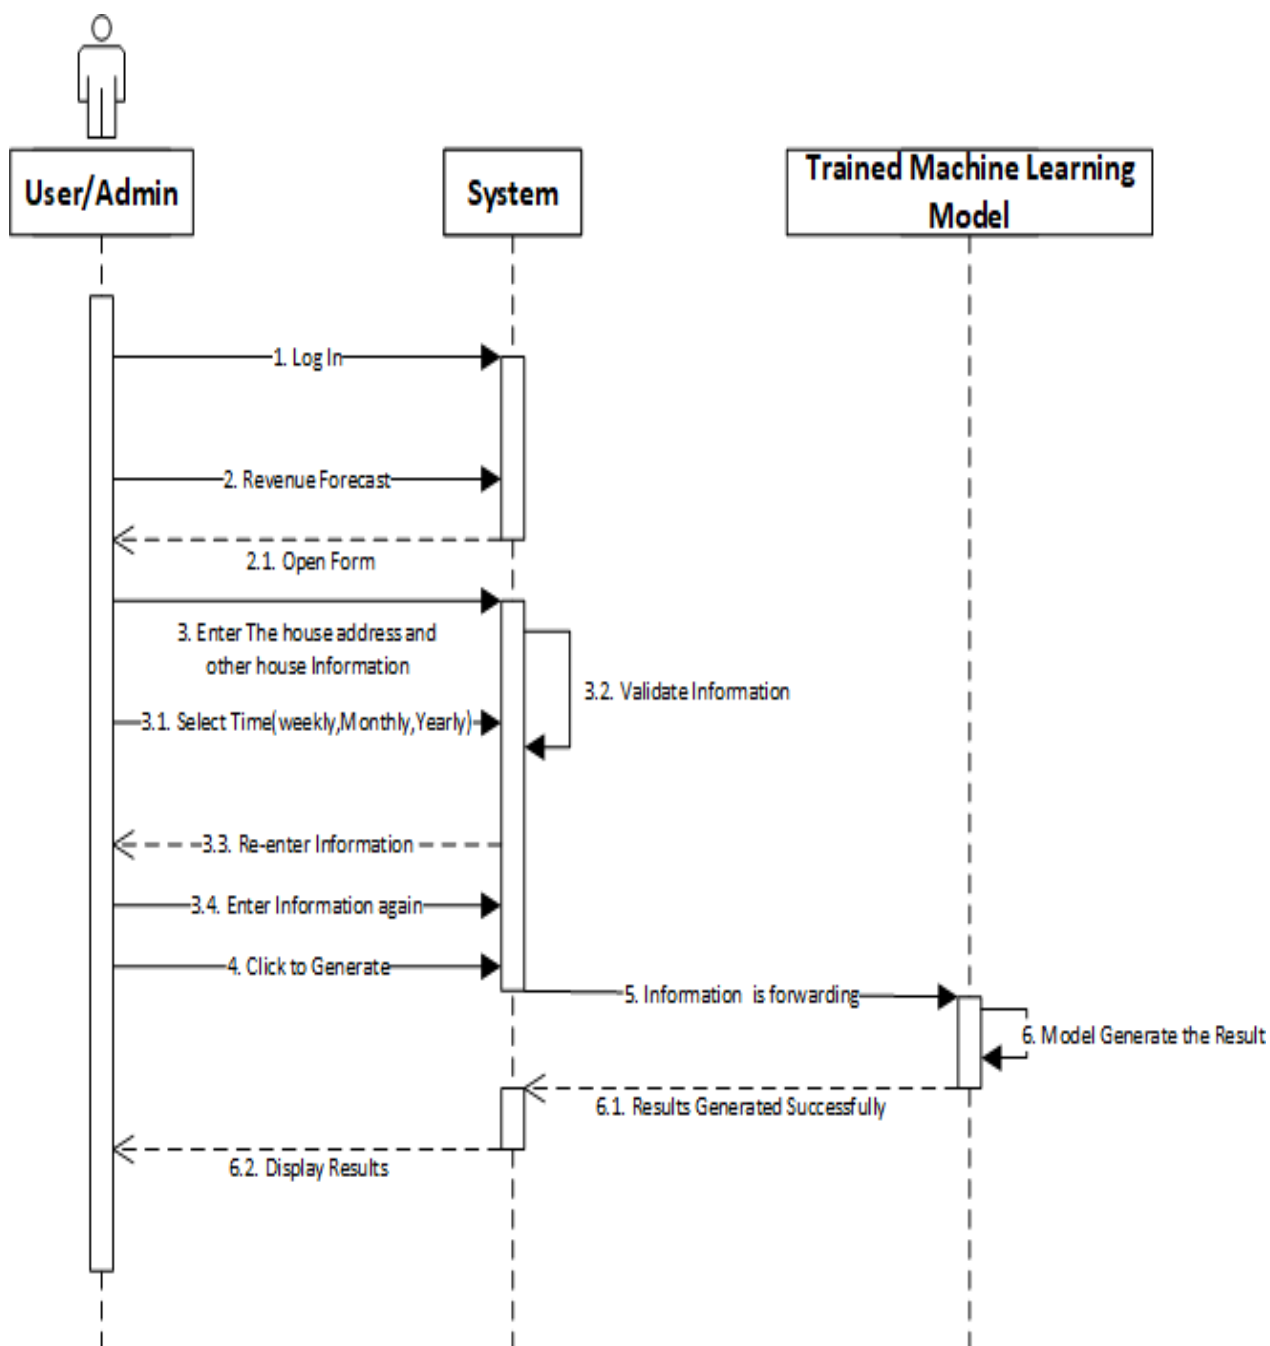 User/Admin
System
Trained Machine Learning
Model
1. Log In
2. Revenue Forecast
2.1. Open Form
3. Enter The house address and
other house Information
3.2. Validate Information
3.1. Select Time(weekly,Monthly,Yearly)
3.3. Re-enter Information
3.4. Enter Information again
4. Click to Generate
5. Information is forwarding
6. Model Generate the Result
6.1. Results Generated Successfully
6.2. Display Results